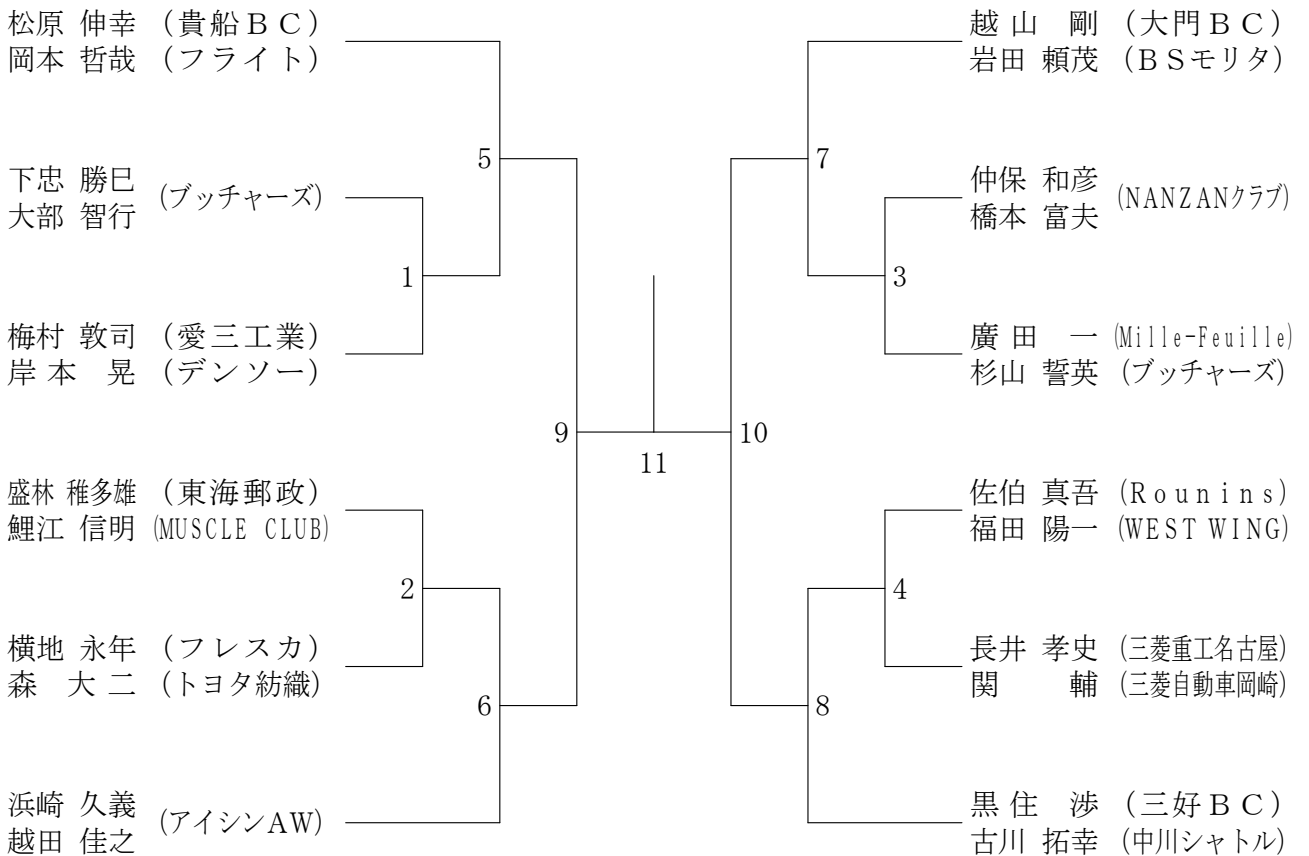 松原 伸幸 (貴船ＢＣ)
岡本 哲哉 (フライト)
下忠 勝巳
大部 智行
(ブッチャーズ)
梅村 敦司 (愛三工業)
岸本 晃 (デンソー)
盛林 稚多雄 (東海郵政)
鯉江 信明 (MUSCLE CLUB)
横地 永年 (フレスカ)
森 大二 (トヨタ紡織)
浜崎 久義
越田 佳之
(アイシンAW)
5
1
9
2
6
11
7
3
10
4
8
越山 剛 (大門ＢＣ)
岩田 頼茂 (ＢＳモリタ)
仲保 和彦
橋本 富夫
(NANZANクラブ)
廣田 一 (Mille-Feuille)
杉山 誓英 (ブッチャーズ)
佐伯 真吾 (Rounins)
福田 陽一 (WEST WING)
長井 孝史 (三菱重工名古屋)
関 輔 (三菱自動車岡崎)
黒住 渉 (三好ＢＣ)
古川 拓幸 (中川シャトル)